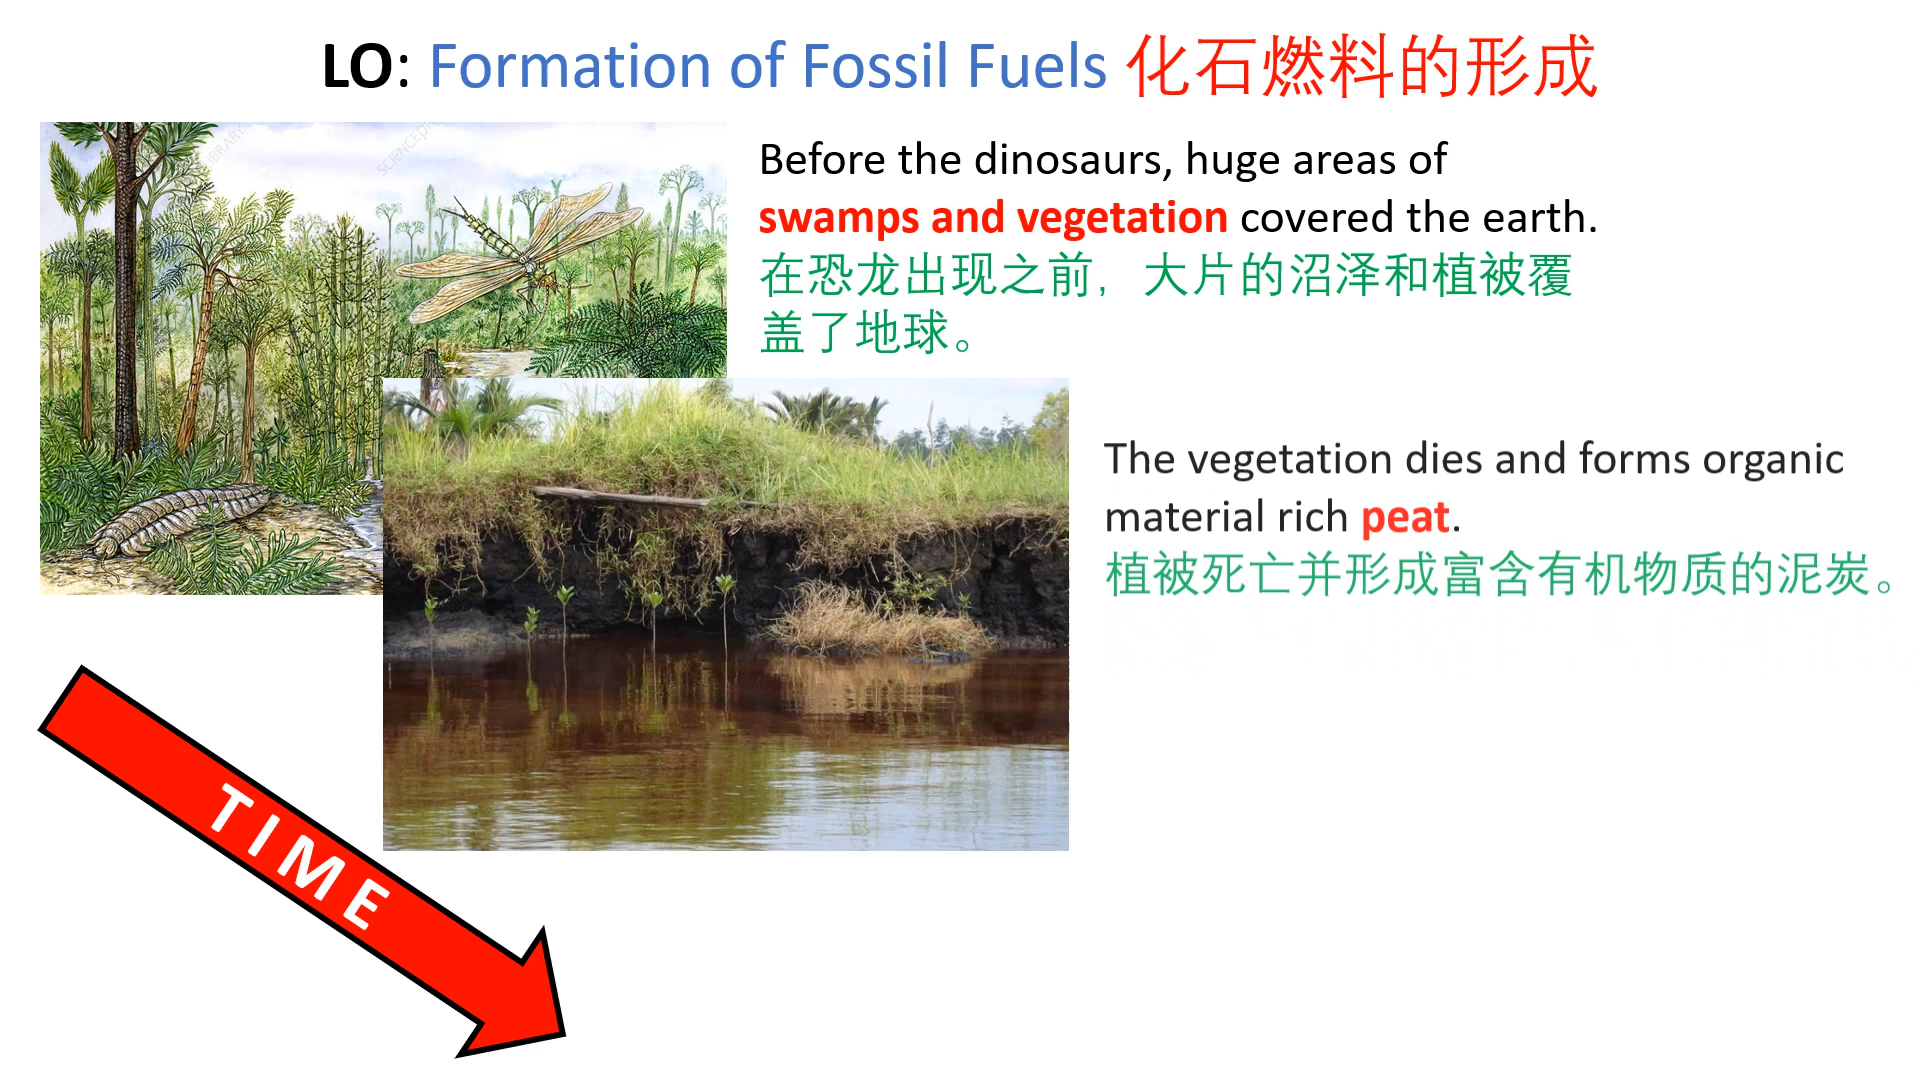 LO: Formation of Fossil Fuels 化石燃料的形成
Before the dinosaurs, huge areas of
swamps and vegetation covered the earth.
在恐龙出现之前，大片的沼泽和植被覆
盖了地球。
The vegetation dies and forms organic
material rich peat.
植被死亡并形成富含有机物质的泥炭。
TIME